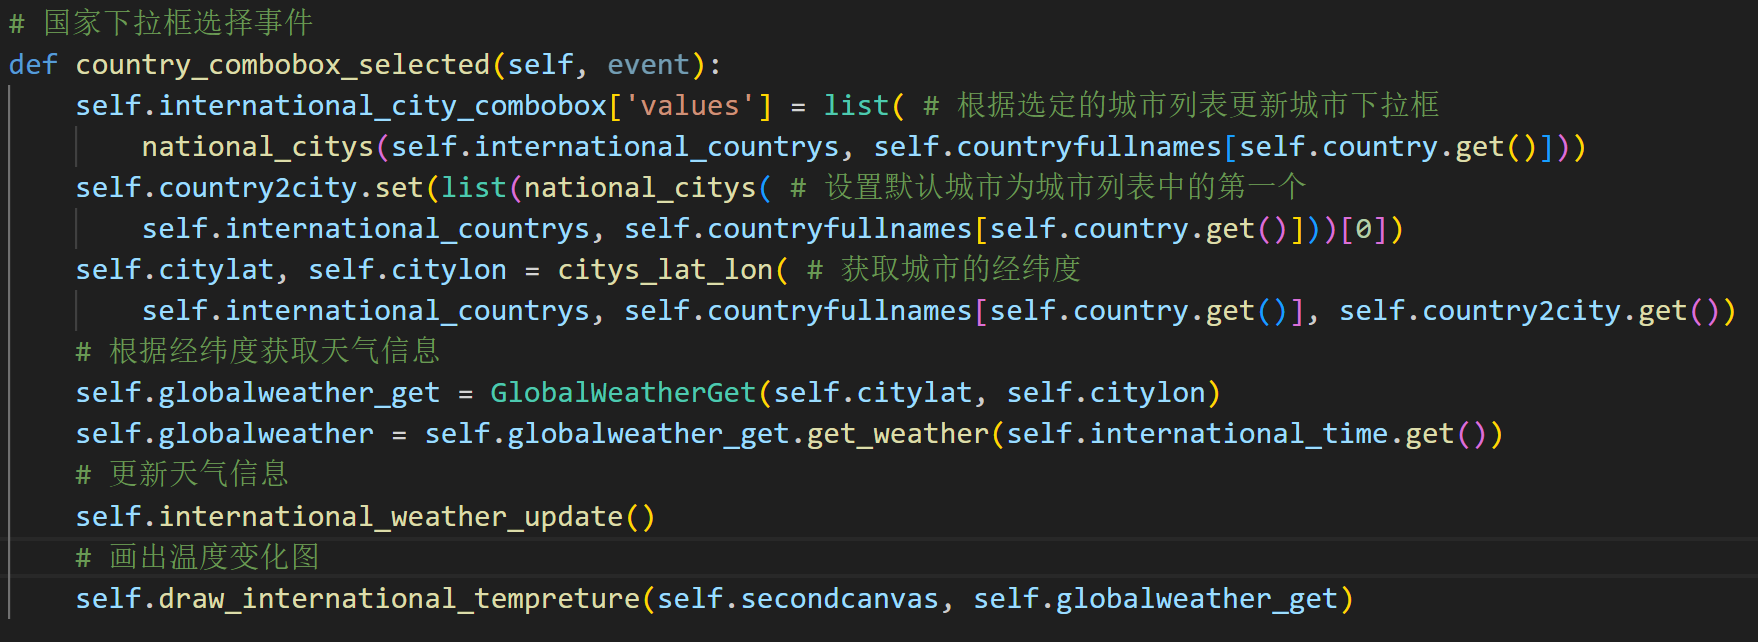 # 国家下拉框选择事件
def country_combobox_selected(self, event):
    self.international_city_combobox['values'] = list( # 根据选定的城市列表更新城市下拉框
        national_citys(self.international_countrys, self.countryfullnames[self.country.get()]))
    self.country2city.set(list(national_citys( # 设置默认城市为城市列表中的第一个
        self.international_countrys, self.countryfullnames[self.country.get()]))[0])
    self.citylat, self.citylon = citys_lat_lon( # 获取城市的经纬度
        self.international_countrys, self.countryfullnames[self.country.get()], self.country2city.get())
    # 根据经纬度获取天气信息
    self.globalweather_get = GlobalWeatherGet(self.citylat, self.citylon)
    self.globalweather = self.globalweather_get.get_weather(self.international_time.get())
    # 更新天气信息
    self.international_weather_update()
    # 画出温度变化图
    self.draw_international_tempreture(self.secondcanvas, self.globalweather_get)